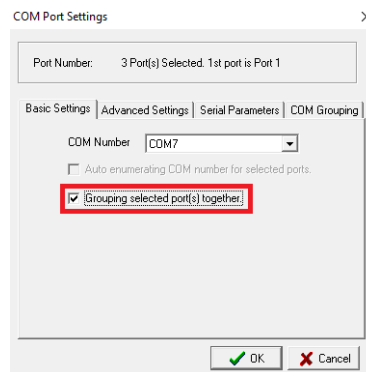 COM Port Settings
Port Number: 3 Port(s) Selected. 1st port is Port 1
Basic Settings Advanced Settings Serial Parameters COM Grouping
COM Number COM7
Auto enumerating COM number for selected ports.
Grouping selected port(s) together.
OK Cancel